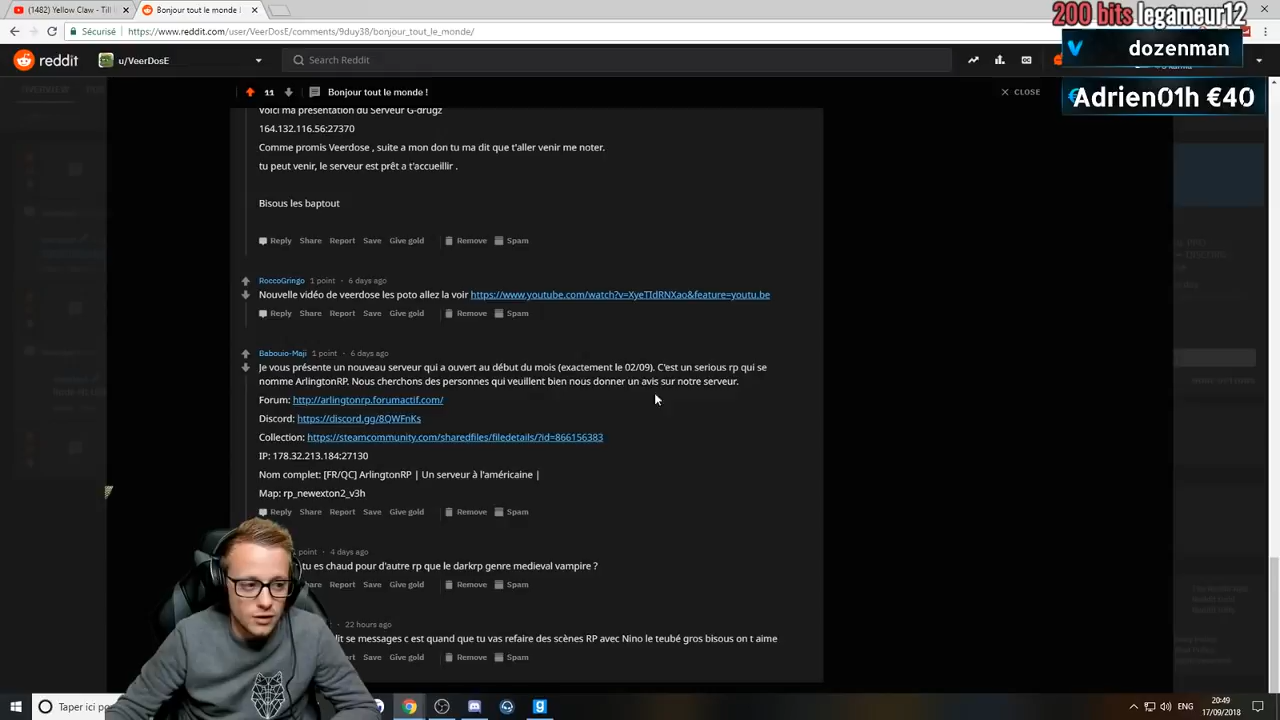 (1482) Yellow Claw - Till I
Bonjour tout le monde !
200 bits legameur12
Sécurisé https://www.reddit.com/user/VeerDosE/comments/9duy38/bonjour_tout_le_monde/
dozenman
reddit u/VeerDosE Search Reddit
11 Bonjour tout le monde ! CLOSE
Adrien01h €40
Voici ma présentation du Serveur G-drugz
164.132.116.56:27370
Comme promis Veerdose , suite a mon don tu ma dit que t'aller venir me noter.
tu peut venir, le serveur est prêt a t'accueillir .
Bisous les baptout
Reply Share Report Save Give gold Remove Spam
RoccoGringo 1 point · 6 days ago
Nouvelle vidéo de veerdose les poto allez la voir https://www.youtube.com/watch?v=XyeTIdRNXao&feature=youtu.be
Reply Share Report Save Give gold Remove Spam
Babouio-Maji 1 point · 6 days ago
Je vous présente un nouveau serveur qui a ouvert au début du mois (exactement le 02/09). C'est un serious rp qui se
nomme ArlingtonRP. Nous cherchons des personnes qui veuillent bien nous donner un avis sur notre serveur.
Forum: http://arlingtonrp.forumactif.com/
Discord: https://discord.gg/8QWFnKs
Collection: https://steamcommunity.com/sharedfiles/filedetails/?id=866156383
IP: 178.32.213.184:27130
Nom complet: [FR/QC] ArlingtonRP | Un serveur à l'américaine |
Map: rp_newexton2_v3h
Reply Share Report Save Give gold Remove Spam
point · 4 days ago
tu es chaud pour d'autre rp que le darkrp genre medieval vampire ?
Report Save Give gold Remove Spam
22 hours ago
se messages c est quand que tu vas refaire des scènes RP avec Nino le teubé gros bisous on t aime
Report Save Give gold Remove Spam
Taper ici
ENG 20:49
17/09/2018